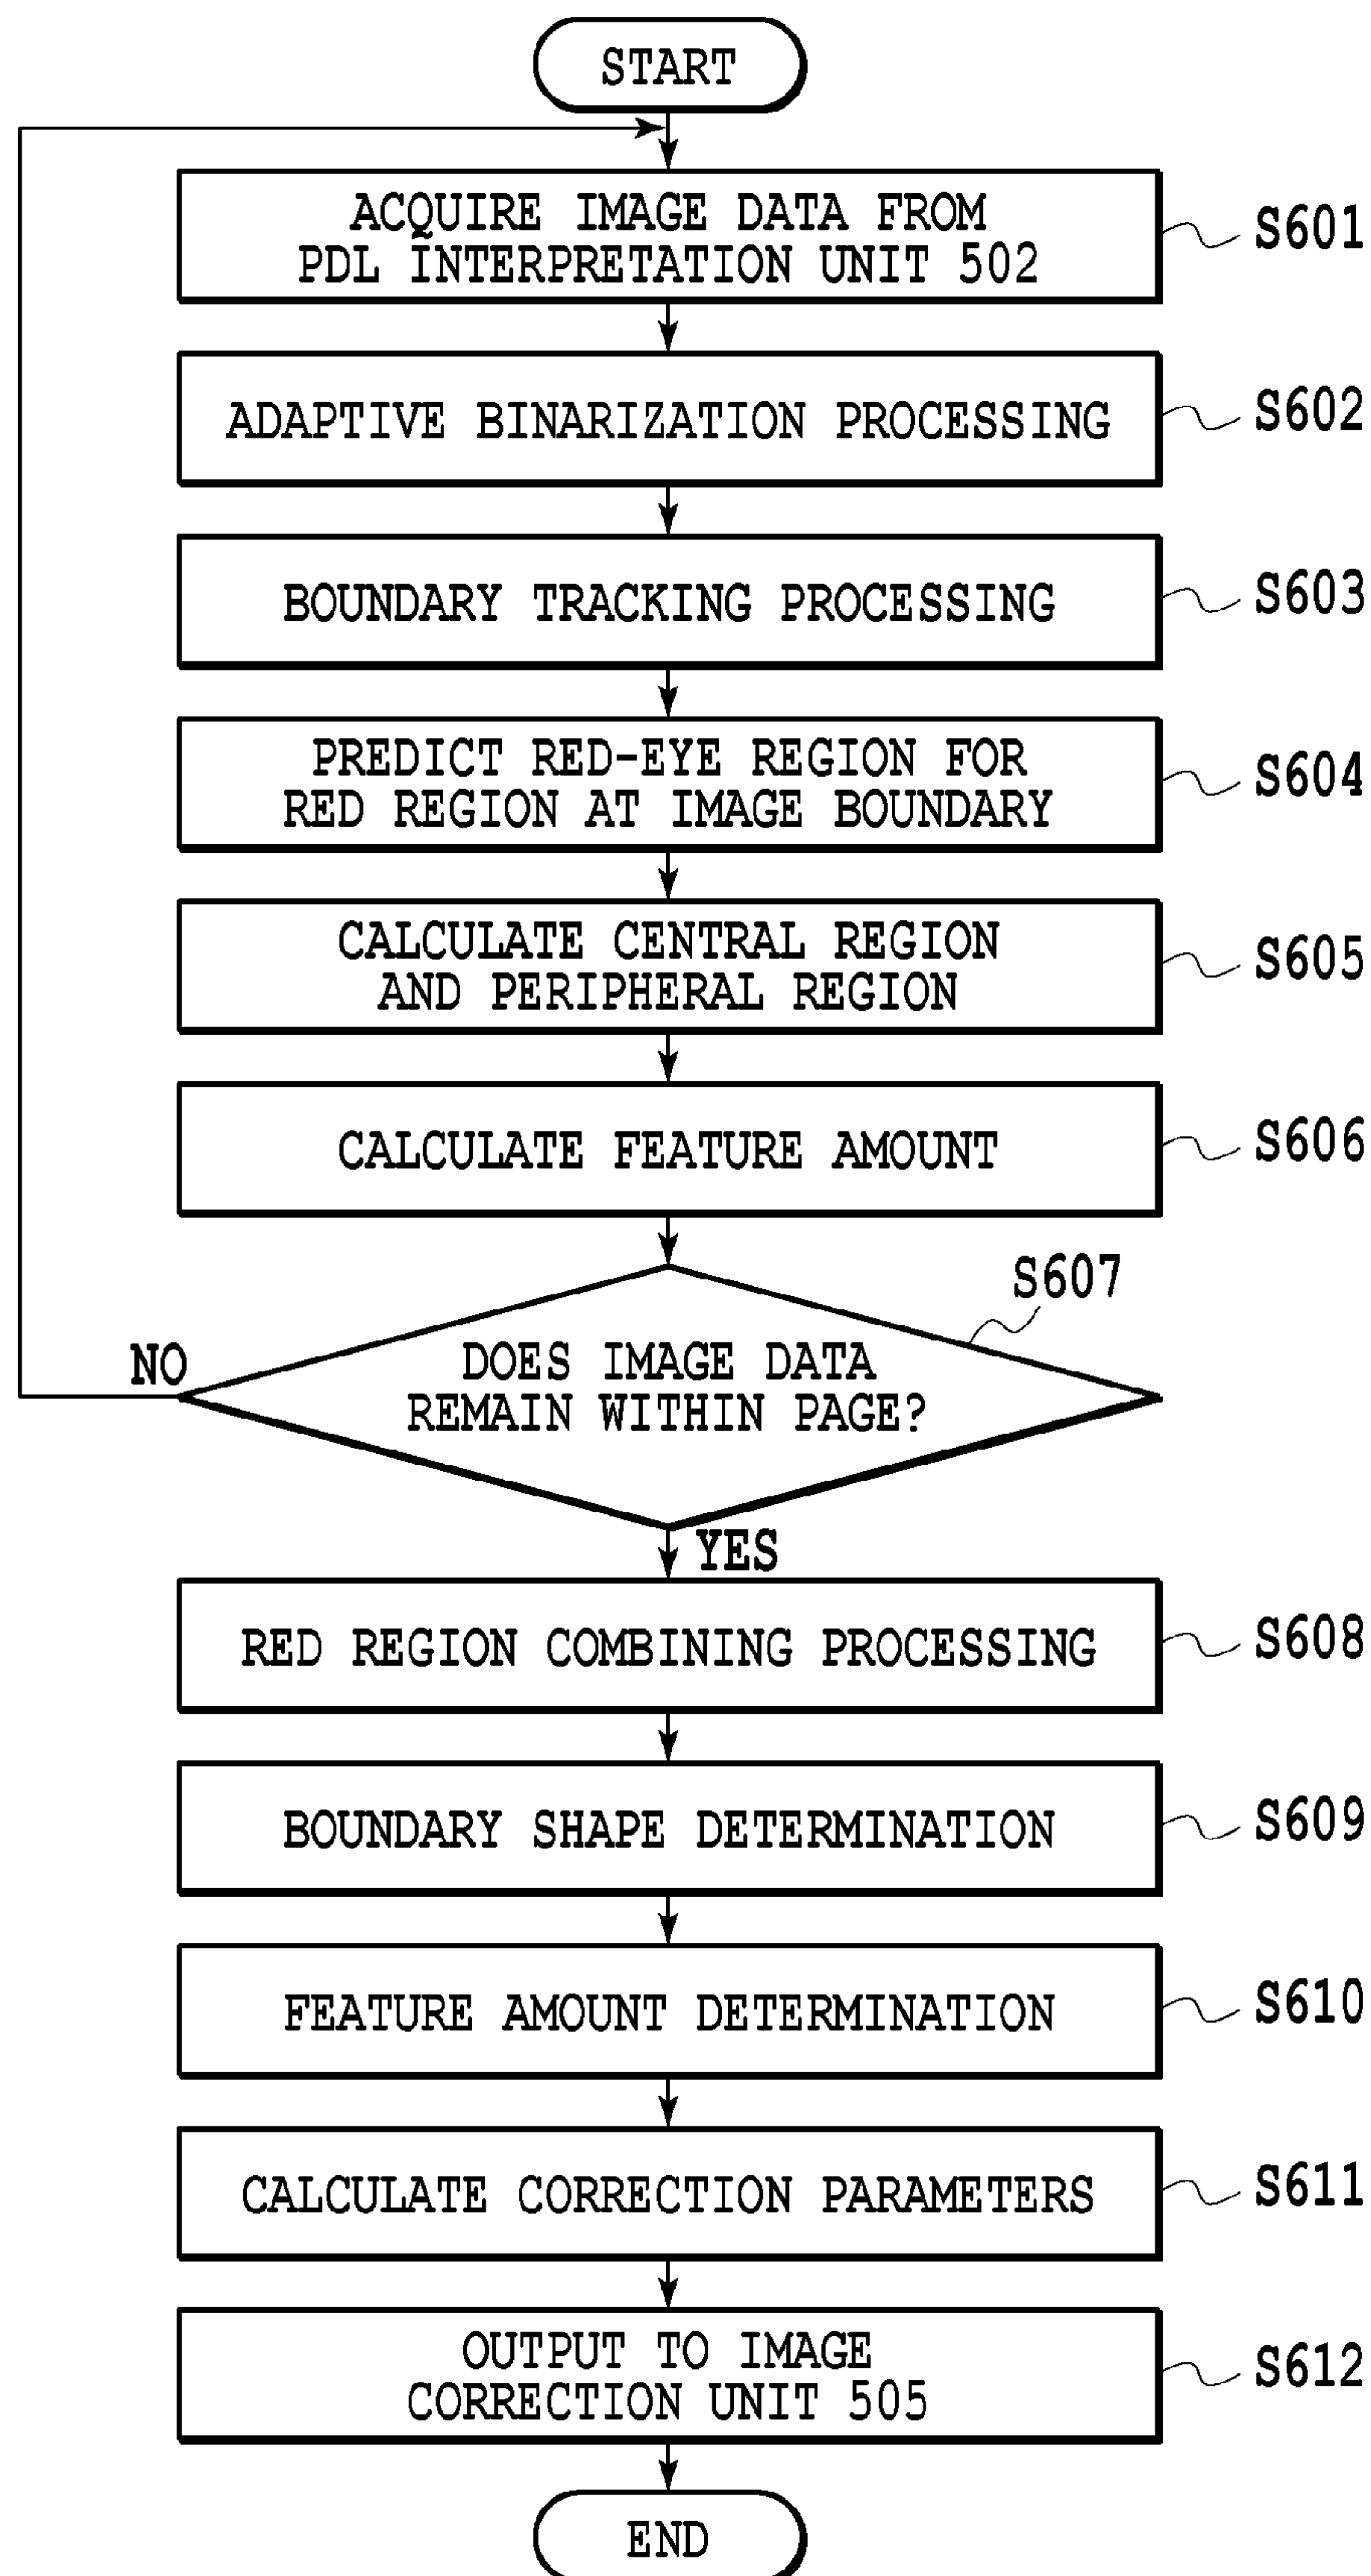 START
ACQUIRE IMAGE DATA FROM
PDL INTERPRETATION UNIT 502
S601
ADAPTIVE BINARIZATION PROCESSING
S602
BOUNDARY TRACKING PROCESSING
S603
PREDICT RED-EYE REGION FOR
RED REGION AT IMAGE BOUNDARY
S604
CALCULATE CENTRAL REGION
AND PERIPHERAL REGION
S605
CALCULATE FEATURE AMOUNT
S606
S607
NO
DOES IMAGE DATA
REMAIN WITHIN PAGE?
YES
RED REGION COMBINING PROCESSING
S608
BOUNDARY SHAPE DETERMINATION
S609
FEATURE AMOUNT DETERMINATION
S610
CALCULATE CORRECTION PARAMETERS
S611
OUTPUT TO IMAGE
CORRECTION UNIT 505
S612
END